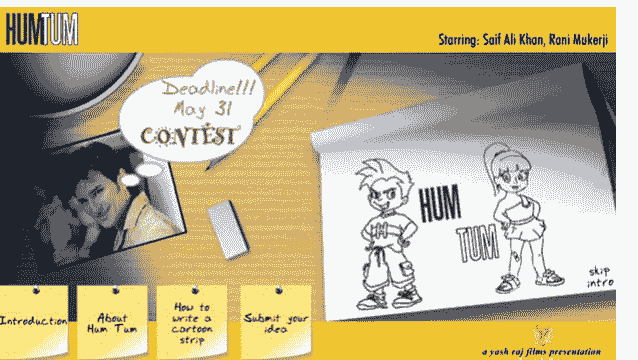 HUMTUM
Starring: Saif Ali Khan, Rani Mukerji
Deadline!!!
May 31
CONTEST
HUM
TUM
skip
intro
Introduction
About
Hum Tum
How to
write a
cartoon
strip
Submit your
idea
a yash raj films presentation